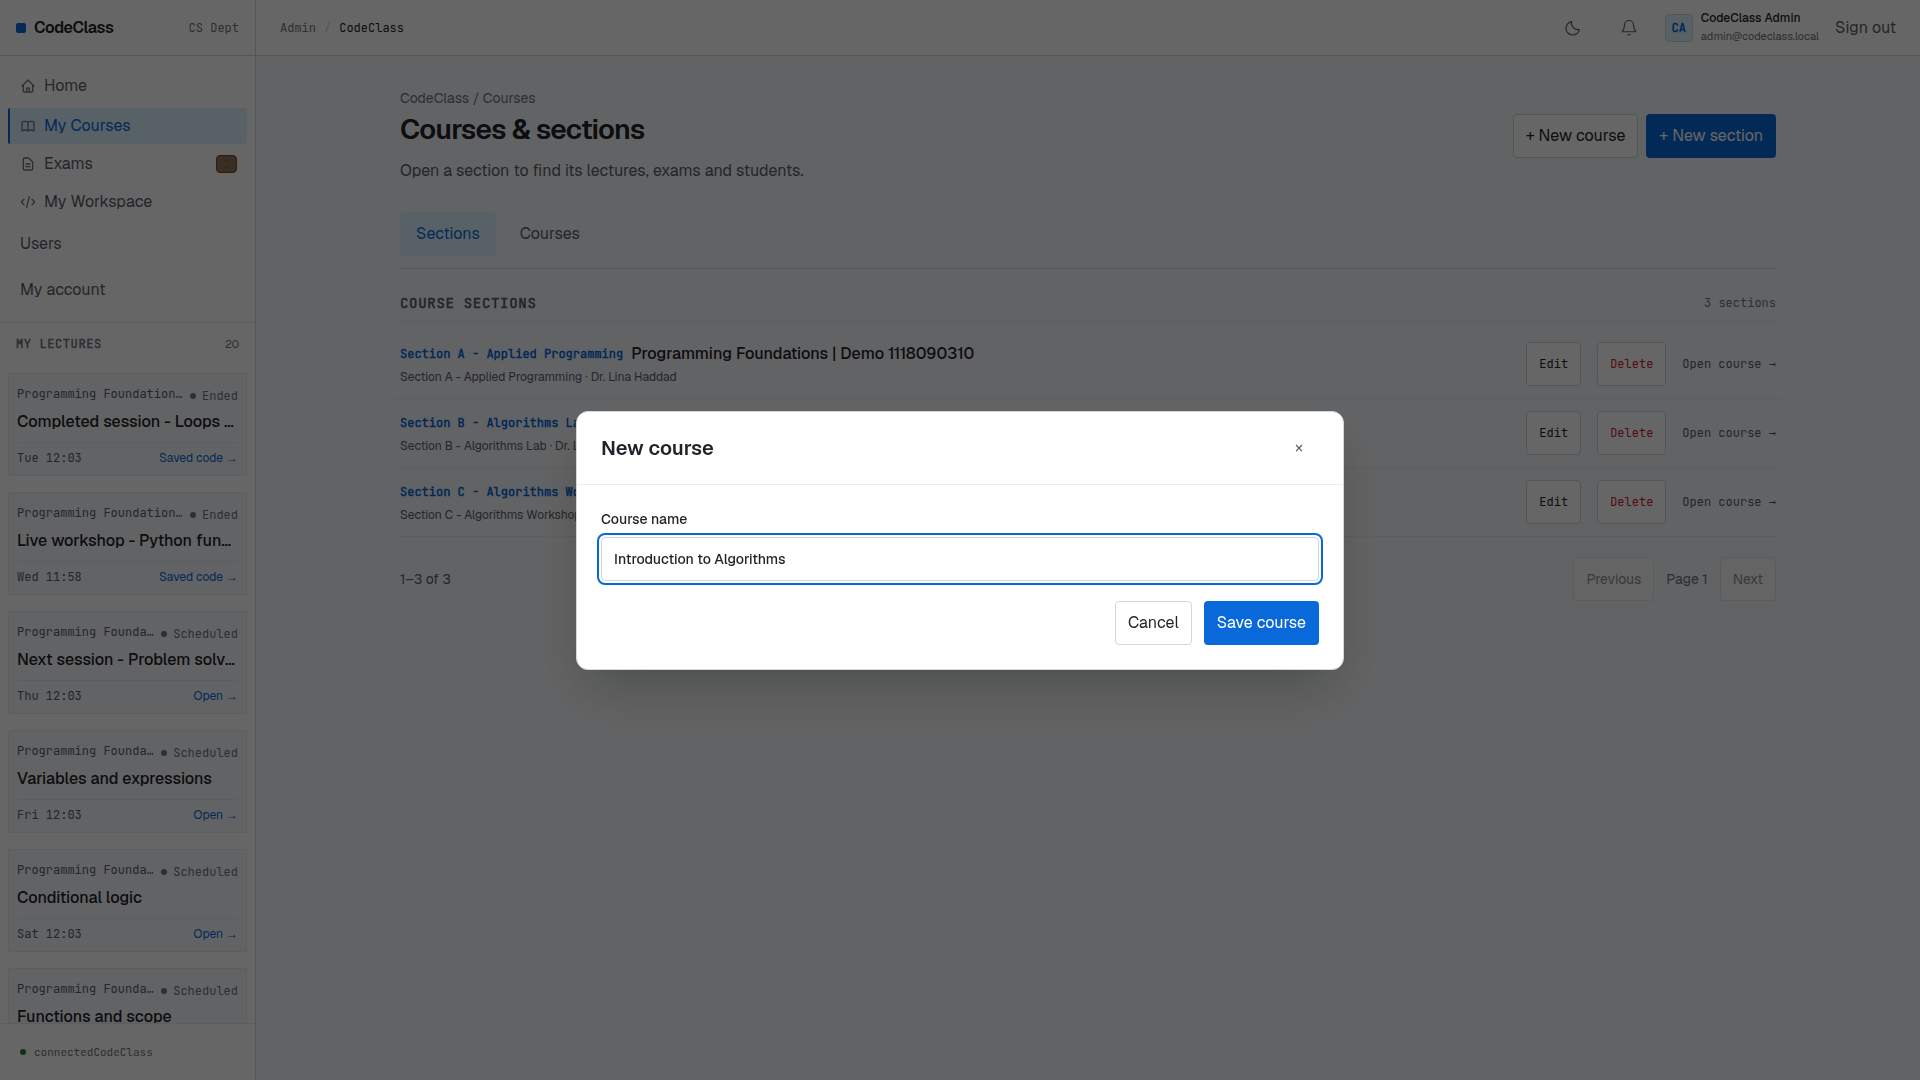 CodeClass
CS Dept
Admin / CodeClass
CA
CodeClass Admin
admin@codeclass.local
Sign out
Home
My Courses
Exams
My Workspace
Users
My account
MY LECTURES
20
Programming Foundation… Ended
Completed session - Loops …
Tue 12:03
Saved code →
Programming Foundation… Ended
Live workshop - Python fun…
Wed 11:58
Saved code →
Programming Founda… Scheduled
Next session - Problem solv…
Thu 12:03
Open →
Programming Founda… Scheduled
Variables and expressions
Fri 12:03
Open →
Programming Founda… Scheduled
Conditional logic
Sat 12:03
Open →
Programming Founda… Scheduled
Functions and scope
connectedCodeClass
CodeClass / Courses
Courses & sections
Open a section to find its lectures, exams and students.
+ New course
+ New section
Sections
Courses
COURSE SECTIONS
3 sections
Section A - Applied Programming Programming Foundations | Demo 1118090310
Section A - Applied Programming · Dr. Lina Haddad
Edit
Delete
Open course →
Section B - Algorithms
Section B - Algorithms Lab · Dr.
Edit
Delete
Open course →
Section C - Algorithms
Section C - Algorithms
Edit
Delete
Open course →
1–3 of 3
Previous
Page 1
Next
New course
×
Course name
Introduction to Algorithms
Cancel
Save course